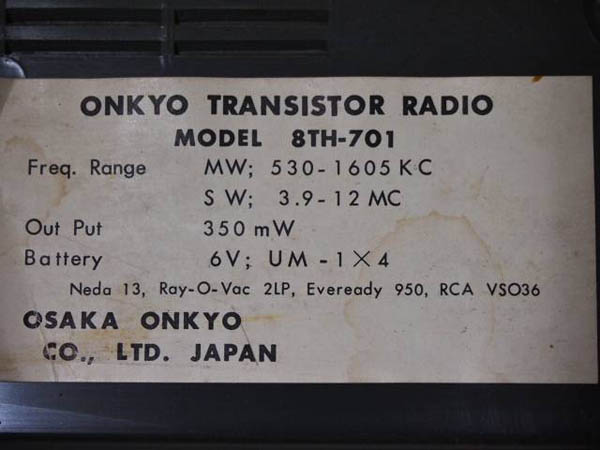 ONKYO TRANSISTOR RADIO
MODEL 8TH-701
Freq. Range MW; 530-1605 KC
SW; 3.9-12 MC
Out Put 350 mW
Battery 6V; UM-1×4
Neda 13, Ray-O-Vac 2LP, Eveready 950, RCA VSO36
OSAKA ONKYO
CO., LTD. JAPAN